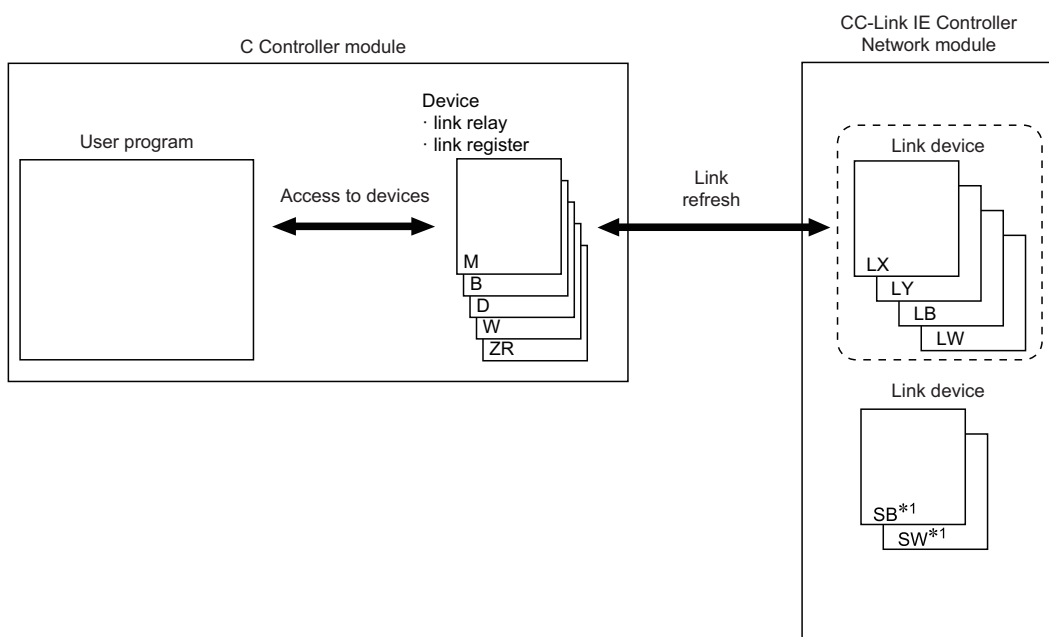 C Controller module
CC-Link IE Controller
Network module
User program
Access to devices
Device
· link relay
· link register
M
B
D
W
ZR
Link
refresh
Link device
LX
LY
LB
LW
Link device
SB*1
SW*1